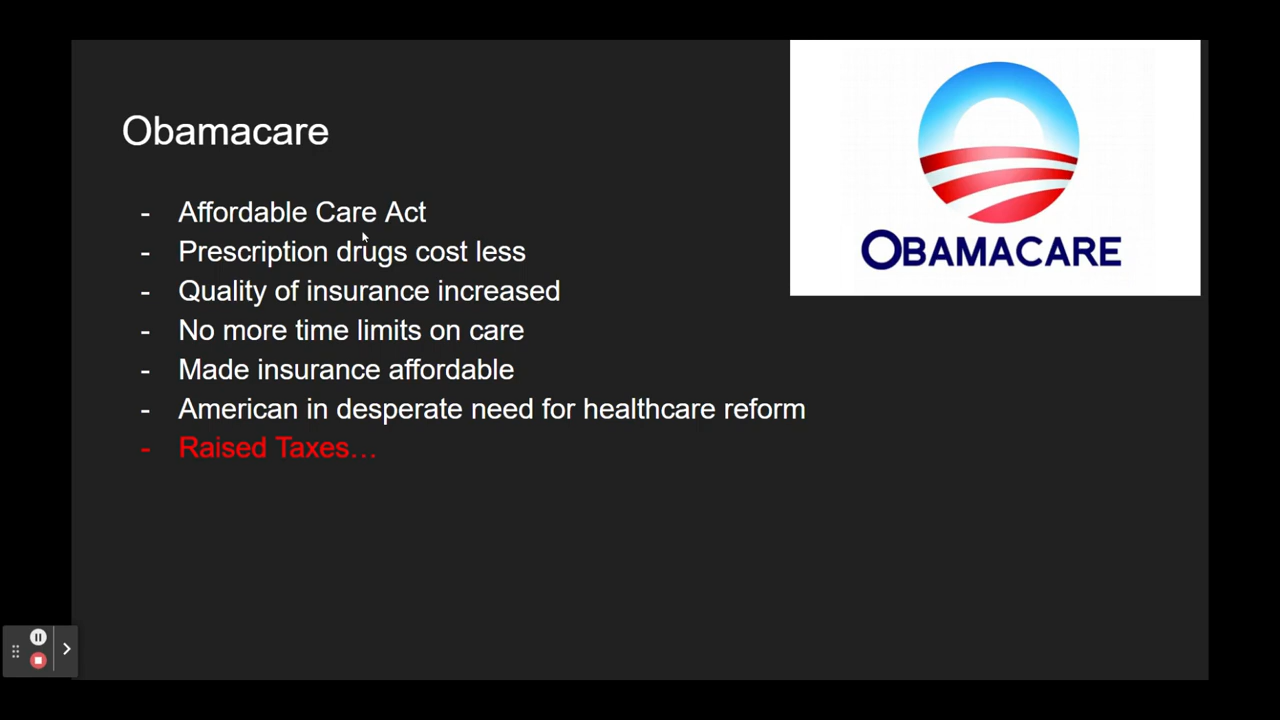 Obamacare
- Affordable Care Act
- Prescription drugs cost less
- Quality of insurance increased
- No more time limits on care
- Made insurance affordable
- American in desperate need for healthcare reform
- Raised Taxes…
OBAMACARE